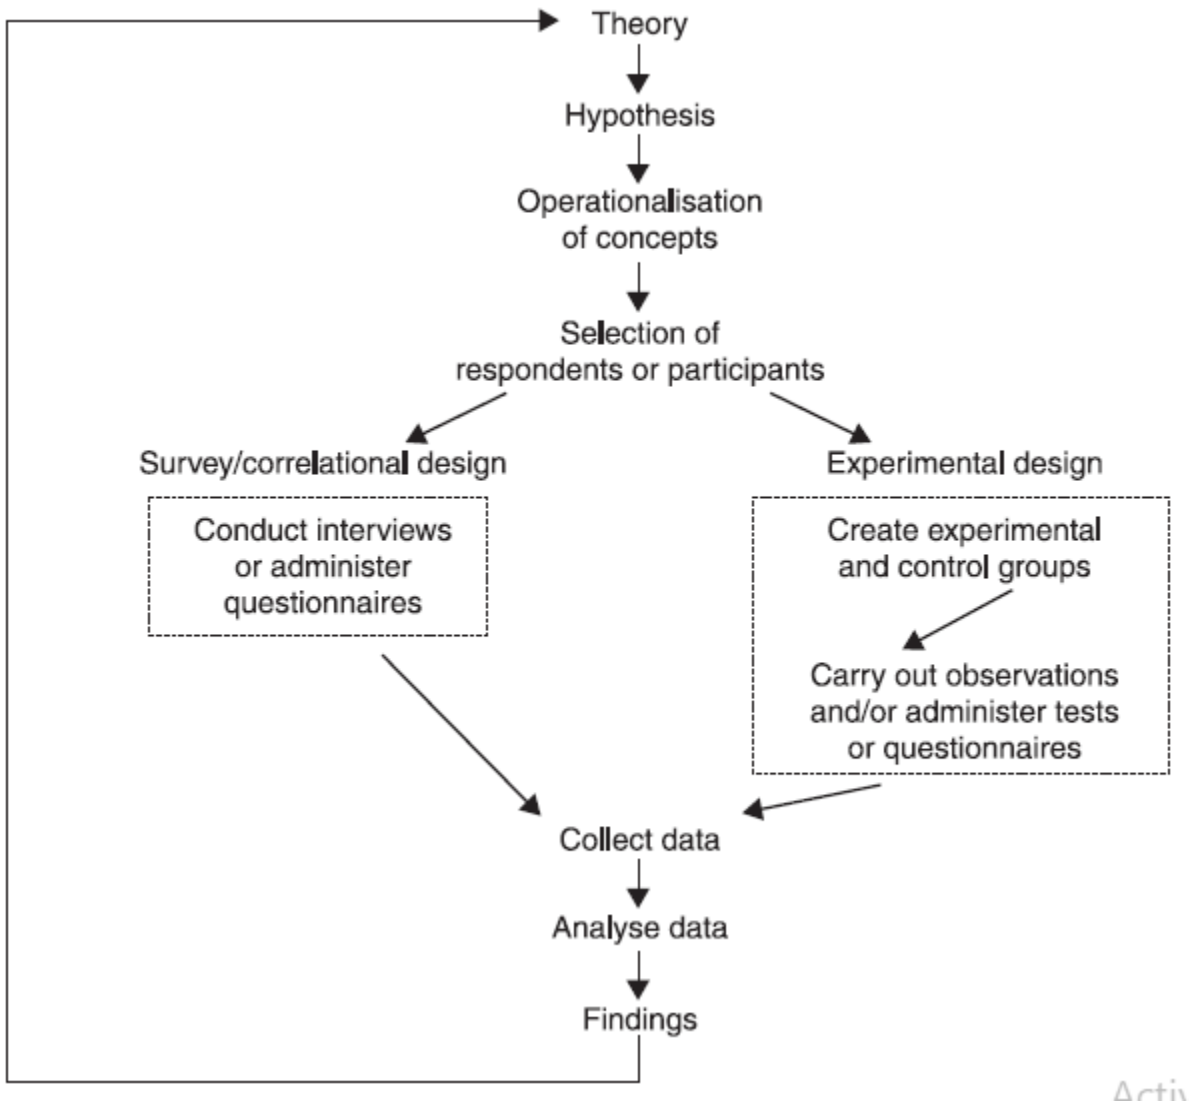 Theory
Hypothesis
Operationalisation
of concepts
Selection of
respondents or participants
Survey/correlational design
Experimental design
Conduct interviews
or administer
questionnaires
Create experimental
and control groups
Carry out observations
and/or administer tests
or questionnaires
Collect data
Analyse data
Findings